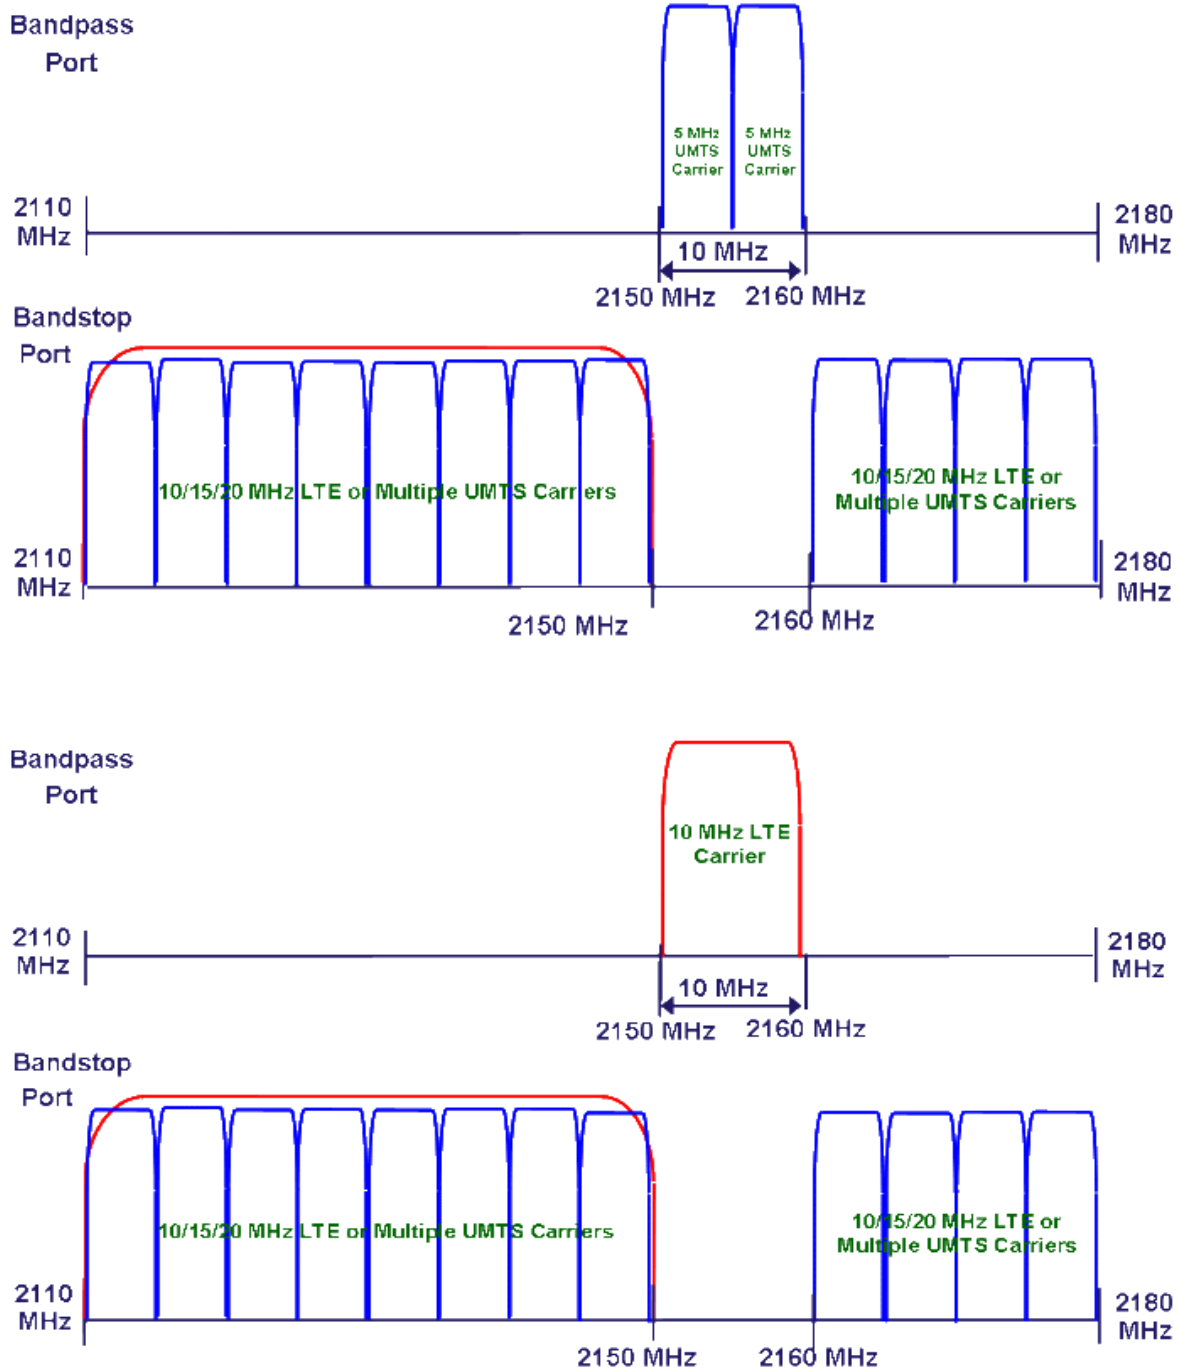 Bandpass
Port
5 MHz
UMTS
Carrier
5 MHz
UMTS
Carrier
2110
MHz
2180
MHz
10 MHz
2150 MHz
2160 MHz
Bandstop
Port
10/15/20 MHz LTE or Multiple UMTS Carriers
10/15/20 MHz LTE or
Multiple UMTS Carriers
2110
MHz
2180
MHz
2150 MHz
2160 MHz
Bandpass
Port
10 MHz LTE
Carrier
2110
MHz
2180
MHz
10 MHz
2150 MHz
2160 MHz
Bandstop
Port
10/15/20 MHz LTE or Multiple UMTS Carriers
10/15/20 MHz LTE or
Multiple UMTS Carriers
2110
MHz
2180
MHz
2150 MHz
2160 MHz